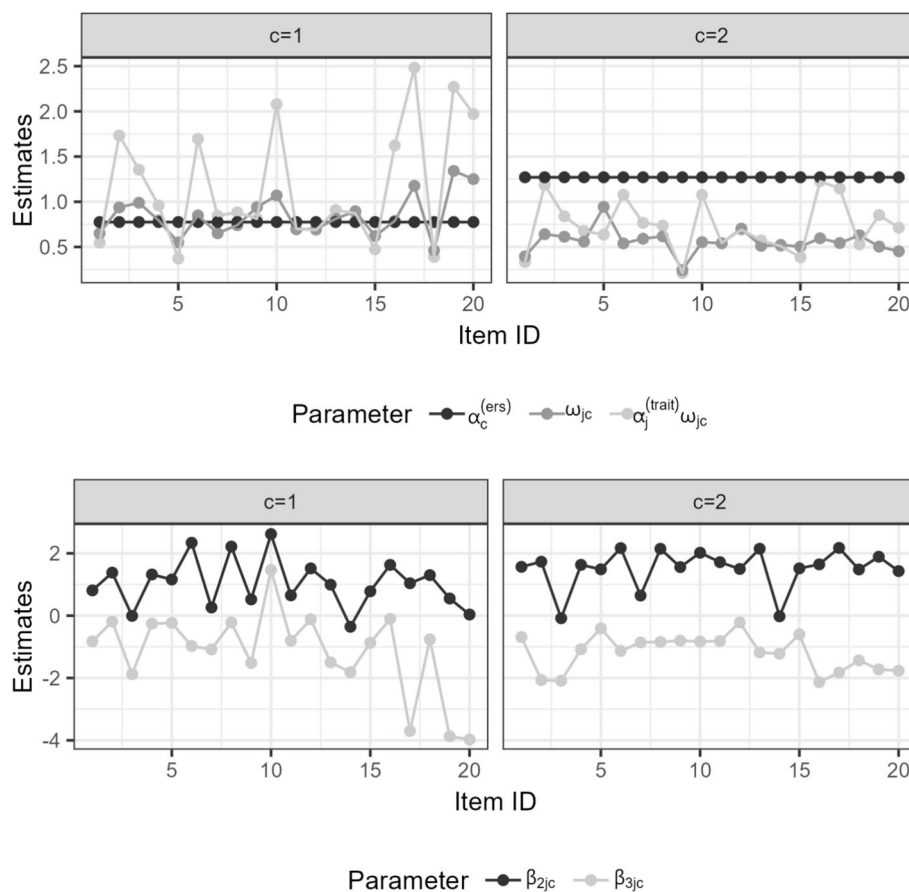 c=1 c=2
2.5
2.0
1.5
1.0
0.5
Estimates
5 10 15 20 5 10 15 20
Item ID
Parameter α_c^(ers) ω_jc α_j^(trait)ω_jc
c=1 c=2
2
0
-2
-4
Estimates
5 10 15 20 5 10 15 20
Item ID
Parameter β_2jc β_3jc